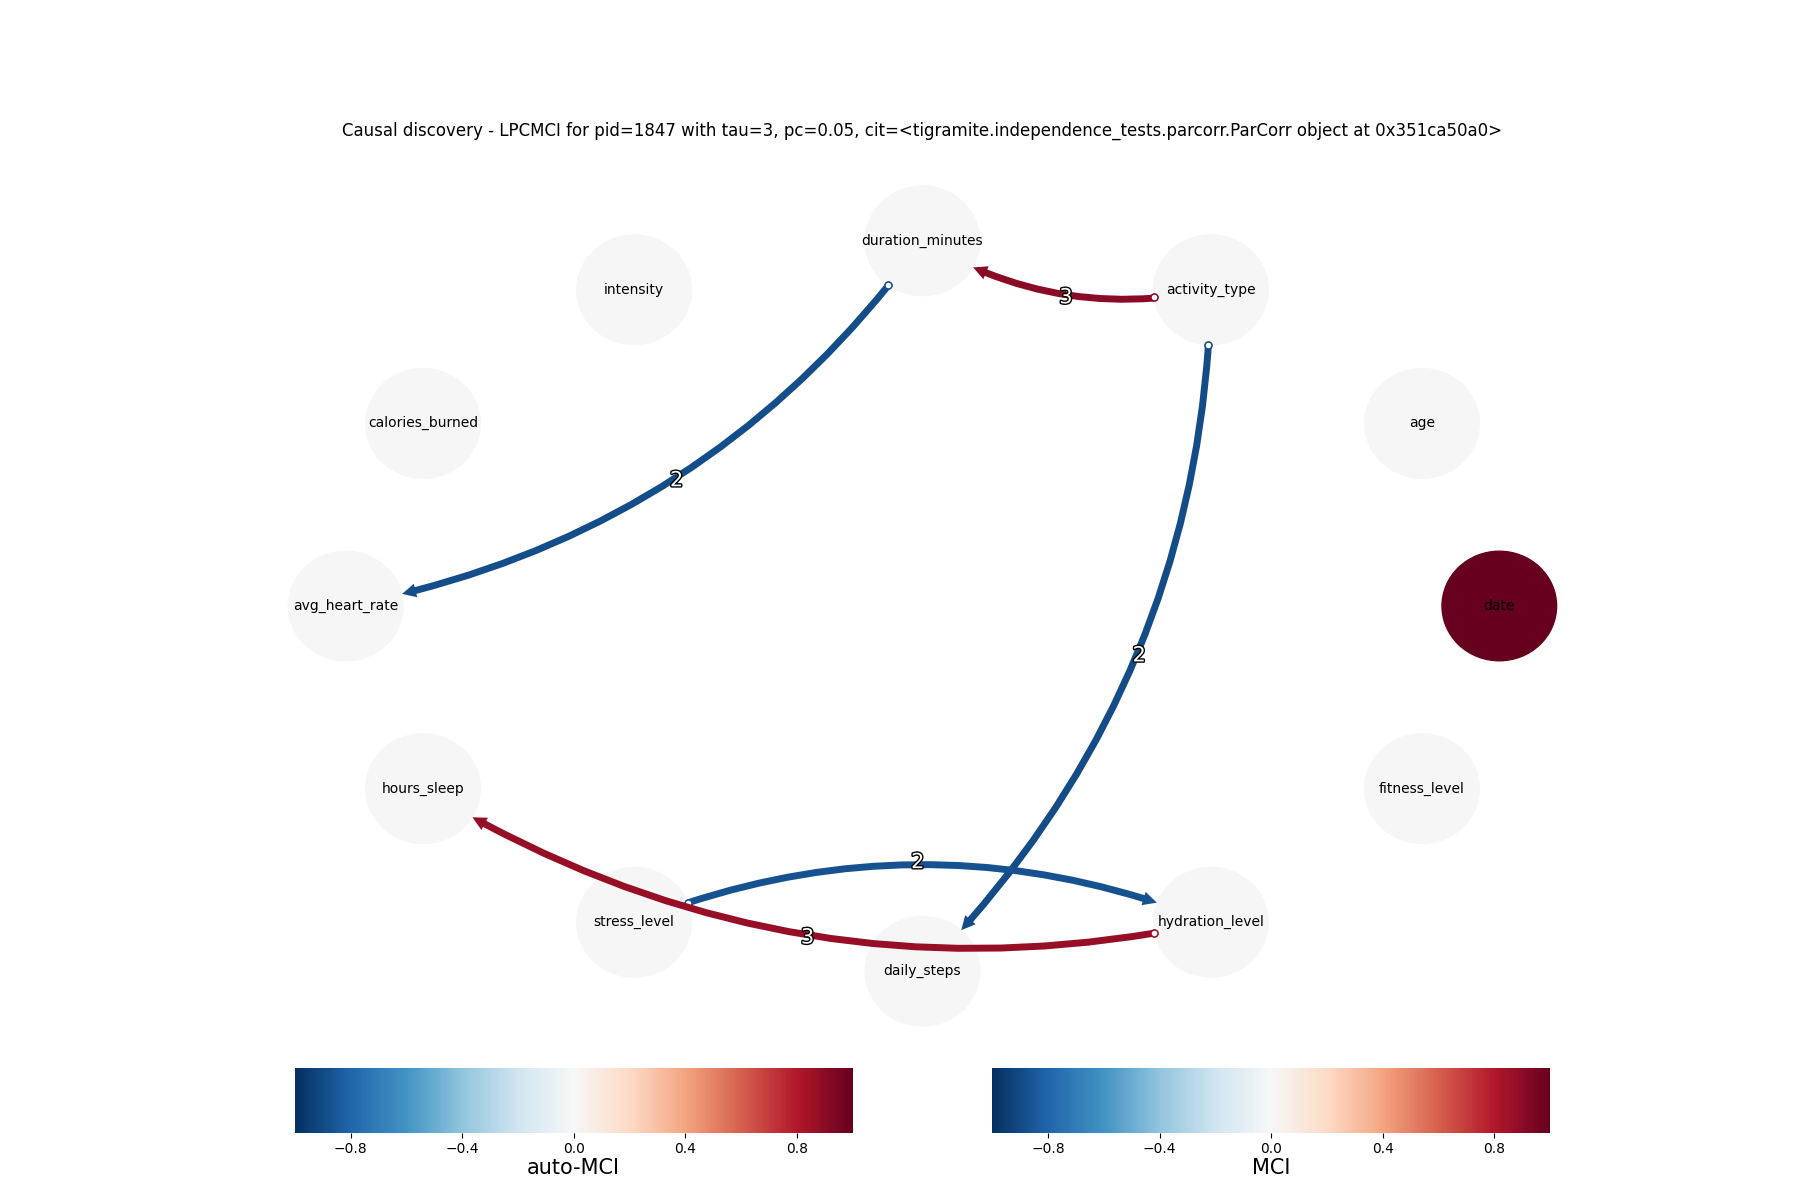 Causal discovery - LPCMCI for pid=1847 with tau=3, pc=0.05, cit=<tigramite.independence_tests.parcorr.ParCorr object at 0x351ca50a0>
duration_minutes
intensity
activity_type
3
calories_burned
age
2
avg_heart_rate
date
2
hours_sleep
fitness_level
2
stress_level
hydration_level
3
daily_steps
−0.8 −0.4 0.0 0.4 0.8
auto-MCI
−0.8 −0.4 0.0 0.4 0.8
MCI